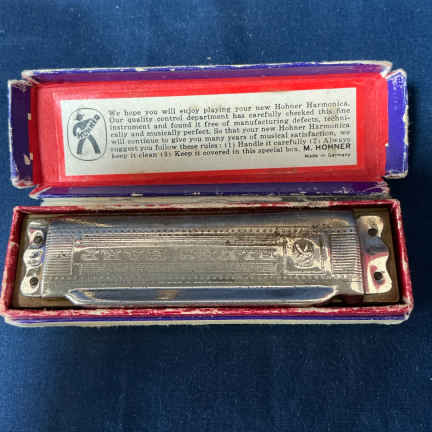 We hope you will enjoy playing your new Hohner Harmonica.
Our quality control department has carefully checked this fine
instrument and found it free of manufacturing defects, techni-
cally and musically perfect. So that your new Hohner Harmonica
will continue to give you many years of musical satisfaction, we
suggest you follow these rules: (1) Handle it carefully (2) Always
keep it clean (3) Keep it covered in this special box. M. HOHNER
Made in Germany